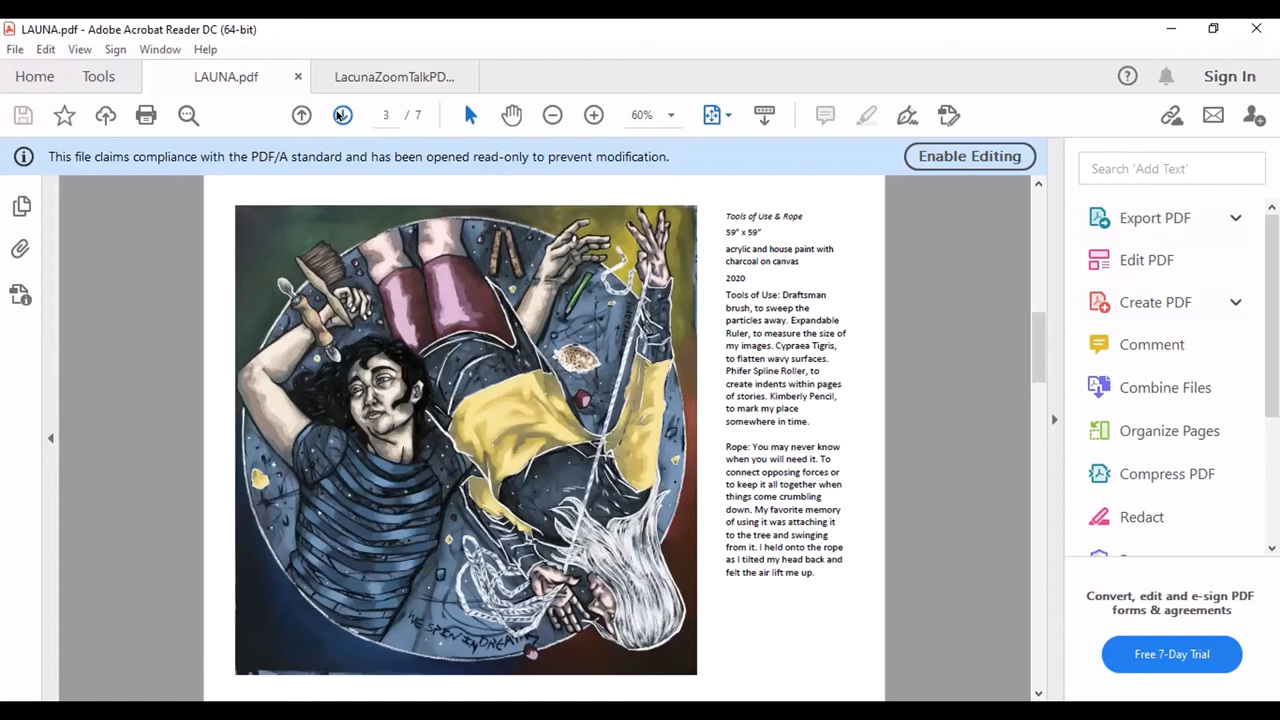 LAUNA.pdf - Adobe Acrobat Reader DC (64-bit)
File Edit View Sign Window Help
Home Tools LAUNA.pdf × LacunaZoomTalkPD... Sign In
3 / 7 60%
This file claims compliance with the PDF/A standard and has been opened read-only to prevent modification. Enable Editing
Tools of Use & Rope
59" x 59"
acrylic and house paint with
charcoal on canvas
2020
Tools of Use: Draftsman
brush, to sweep the
particles away. Expandable
Ruler, to measure the size of
my images. Cypraea Tigris,
to flatten wavy surfaces.
Phifer Spline Roller, to
create indents within pages
of stories. Kimberly Pencil,
to mark my place
somewhere in time.
Rope: You may never know
when you will need it. To
connect opposing forces or
to keep it all together when
things come crumbling
down. My favorite memory
of using it was attaching it
to the tree and swinging
from it. I held onto the rope
as I tilted my head back and
felt the air lift me up.
WE SPIN IN DREAMS
Search 'Add Text'
Export PDF
Edit PDF
Create PDF
Comment
Combine Files
Organize Pages
Compress PDF
Redact
Convert, edit and e-sign PDF
forms & agreements
Free 7-Day Trial